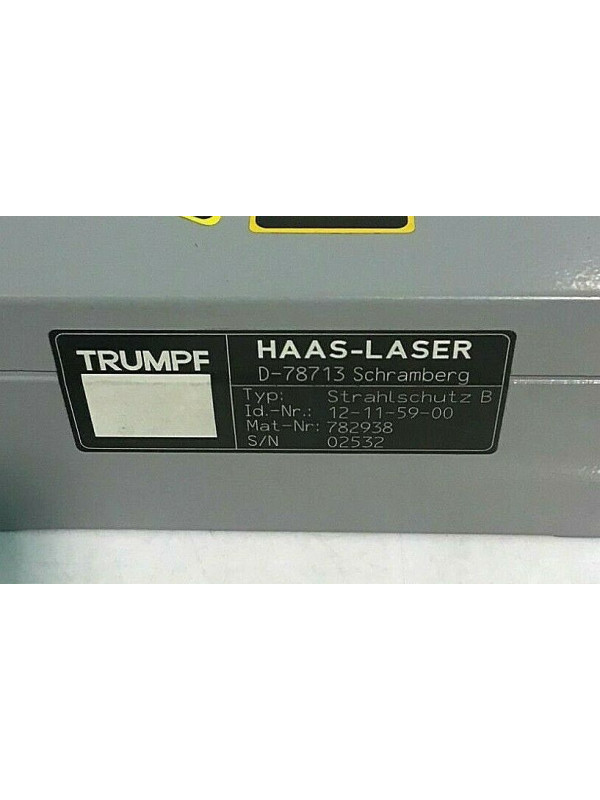 TRUMPF
HAAS-LASER
D-78713 Schramberg
Typ: Strahlschutz B
Id.-Nr.: 12-11-59-00
Mat-Nr: 782938
S/N 02532